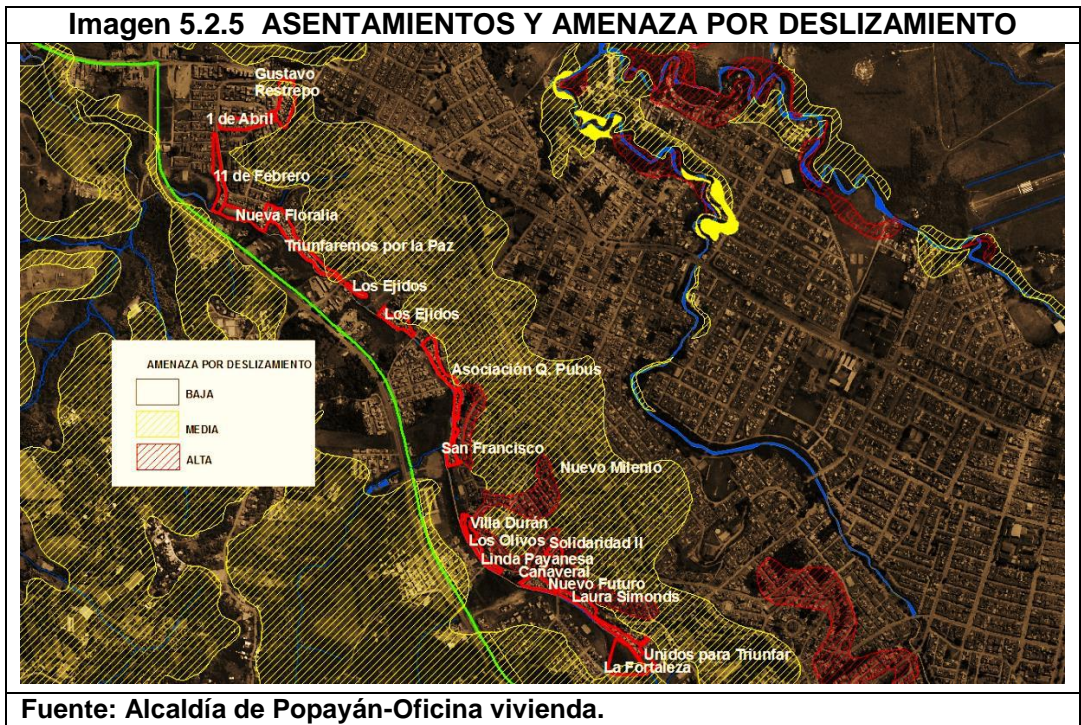 Imagen 5.2.5 ASENTAMIENTOS Y AMENAZA POR DESLIZAMIENTO
Gustavo
Restrepo
1 de Abril
11 de Febrero
Nueva Floralia
Triunfaremos por la Paz
Los Ejidos
Los Ejidos
Asociación Q. Pubus
San Francisco
Nuevo Milenio
Villa Durán
Los Olivos Solidaridad II
Linda Payanesa
Cañaveral
Nuevo Futuro
Laura Simonds
Unidos para Triunfar
La Fortaleza
AMENAZA POR DESLIZAMIENTO
BAJA
MEDIA
ALTA
Fuente: Alcaldía de Popayán-Oficina vivienda.